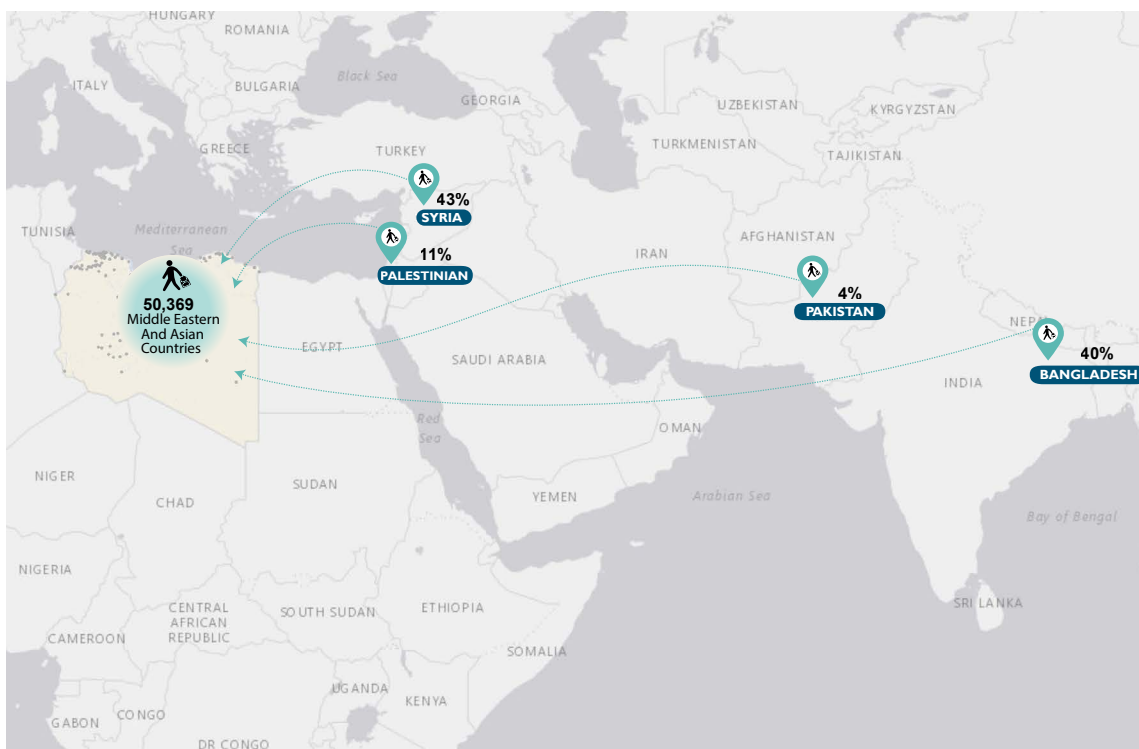 HUNGARY
ROMANIA
ITALY
Black Sea
BULGARIA
GEORGIA
UZBEKISTAN
KYRGYZSTAN
GREECE
TURKEY
TURKMENISTAN
TAJIKISTAN
43%
SYRIA
TUNISIA
Mediterranean
Sea
11%
PALESTINIAN
IRAN
AFGHANISTAN
4%
PAKISTAN
50,369
Middle Eastern
And Asian
Countries
EGYPT
SAUDI ARABIA
NEPAL
40%
BANGLADESH
INDIA
Red
Sea
OMAN
NIGER
CHAD
SUDAN
YEMEN
Arabian Sea
Bay of Bengal
NIGERIA
CENTRAL
AFRICAN
REPUBLIC
SOUTH SUDAN
ETHIOPIA
SRI LANKA
CAMEROON
SOMALIA
UGANDA
KENYA
GABON
CONGO
DR CONGO